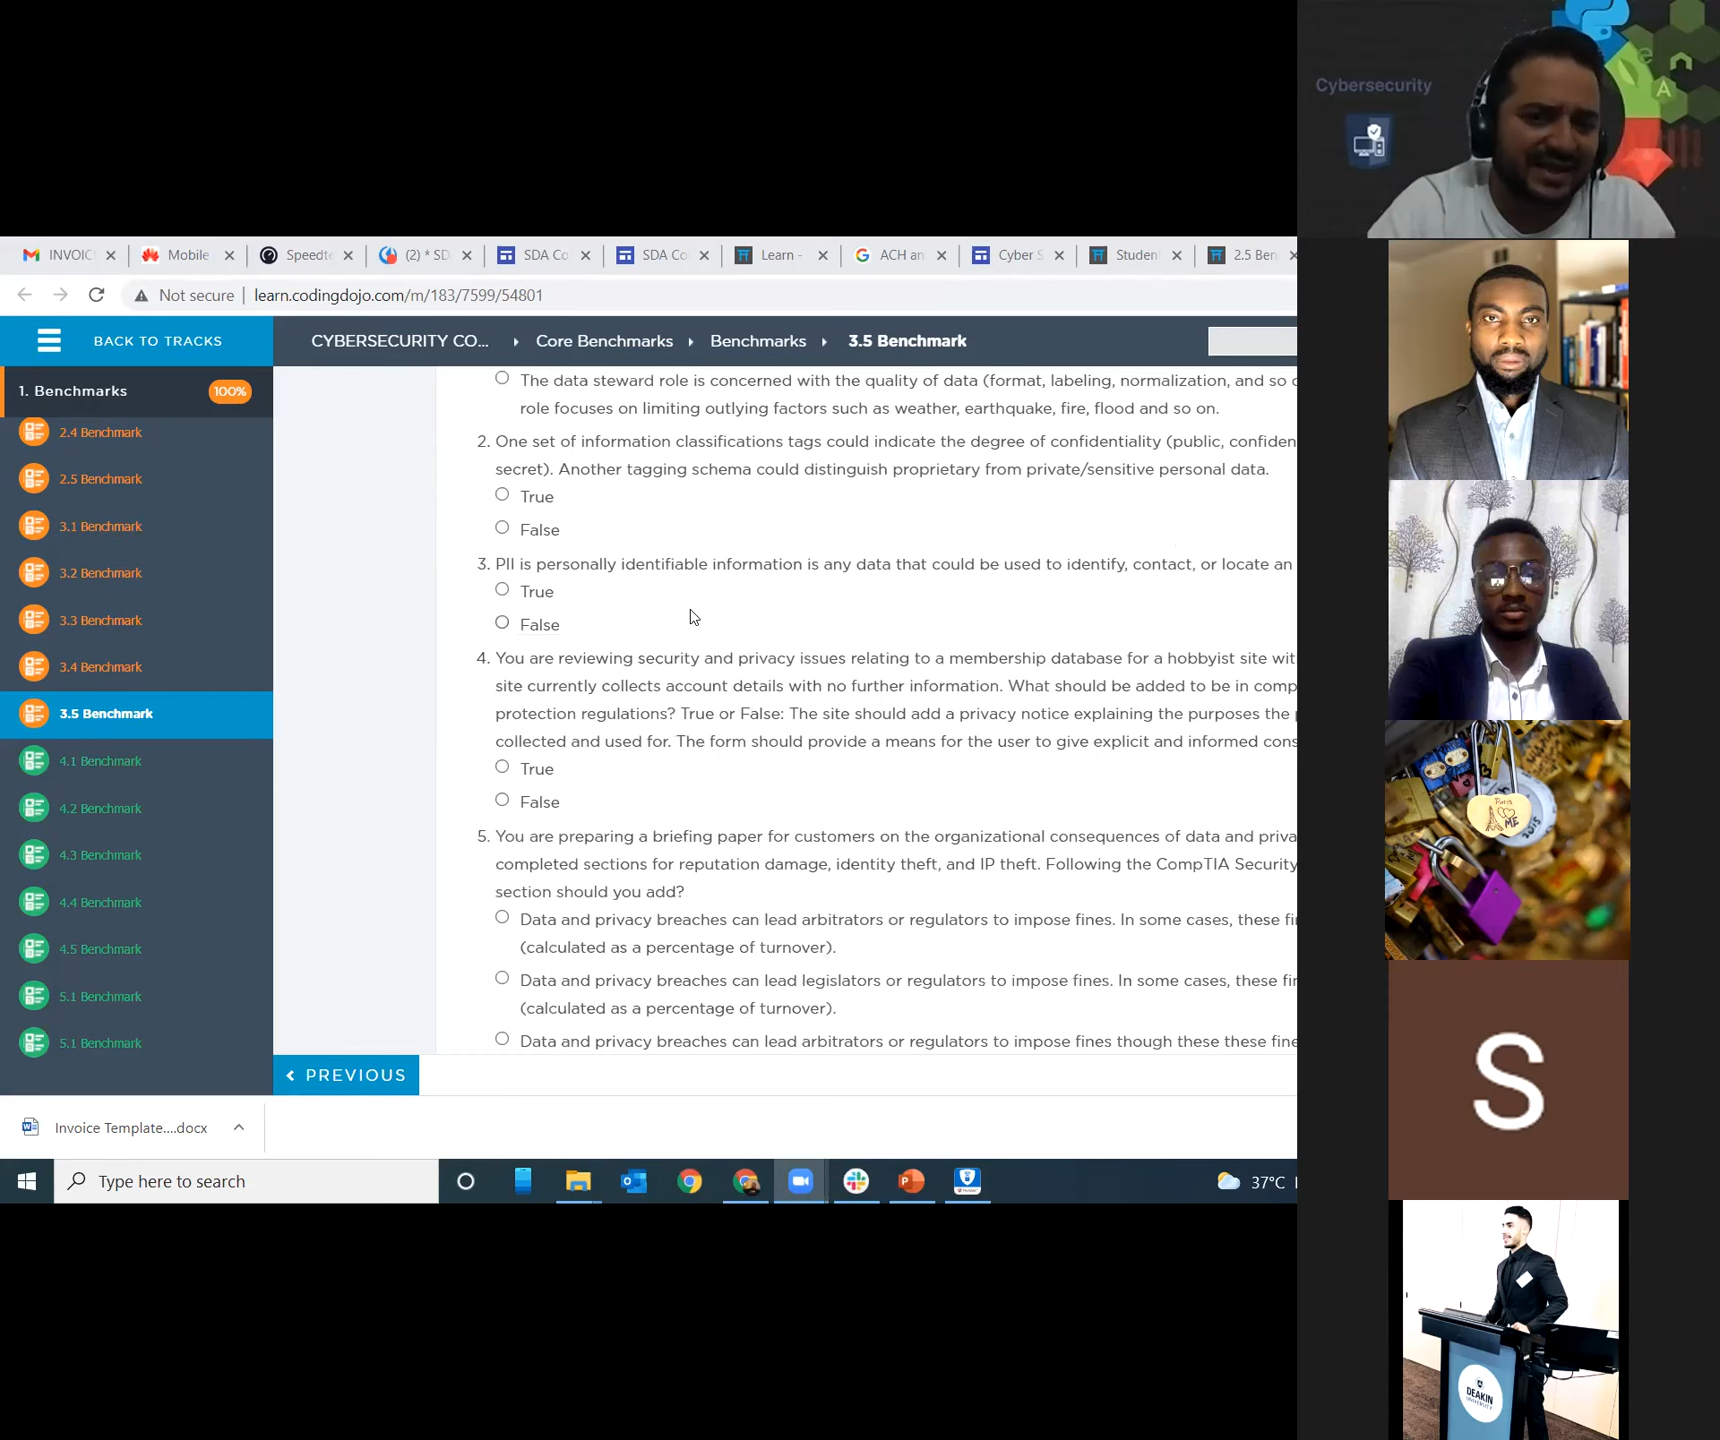 Cybersecurity
INVOIC
Mobile
Speedte
(2) * SD
SDA Co
SDA Co
Learn -
ACH an
Cyber S
Studen
2.5 Ben
Not secure
learn.codingdojo.com/m/183/7599/54801
BACK TO TRACKS
CYBERSECURITY CO...
Core Benchmarks
Benchmarks
3.5 Benchmark
1. Benchmarks
100%
2.4 Benchmark
2.5 Benchmark
3.1 Benchmark
3.2 Benchmark
3.3 Benchmark
3.4 Benchmark
3.5 Benchmark
4.1 Benchmark
4.2 Benchmark
4.3 Benchmark
4.4 Benchmark
4.5 Benchmark
5.1 Benchmark
5.1 Benchmark
The data steward role is concerned with the quality of data (format, labeling, normalization, and so
role focuses on limiting outlying factors such as weather, earthquake, fire, flood and so on.
2. One set of information classifications tags could indicate the degree of confidentiality (public, confiden
secret). Another tagging schema could distinguish proprietary from private/sensitive personal data.
True
False
3. PII is personally identifiable information is any data that could be used to identify, contact, or locate an
True
False
4. You are reviewing security and privacy issues relating to a membership database for a hobbyist site wit
site currently collects account details with no further information. What should be added to be in comp
protection regulations? True or False: The site should add a privacy notice explaining the purposes the
collected and used for. The form should provide a means for the user to give explicit and informed cons
True
False
5. You are preparing a briefing paper for customers on the organizational consequences of data and priva
completed sections for reputation damage, identity theft, and IP theft. Following the CompTIA Security
section should you add?
Data and privacy breaches can lead arbitrators or regulators to impose fines. In some cases, these fi
(calculated as a percentage of turnover).
Data and privacy breaches can lead legislators or regulators to impose fines. In some cases, these fi
(calculated as a percentage of turnover).
Data and privacy breaches can lead arbitrators or regulators to impose fines though these these fine
PREVIOUS
Invoice Template....docx
Type here to search
37°C
Paris
ME
2015
S
DEAKIN
UNIVERSITY